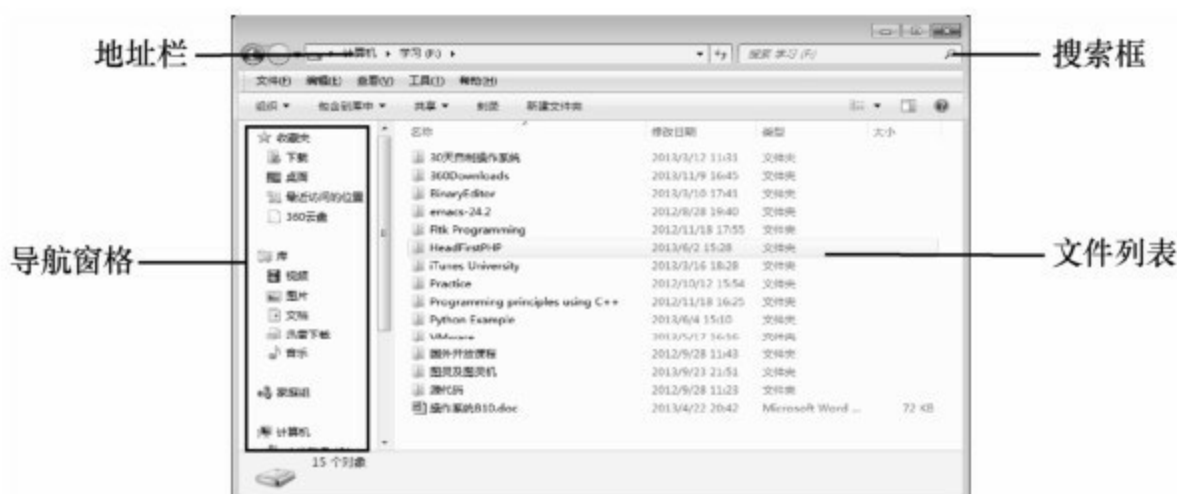 地址栏
计算机 ▸ 学习 (F:) ▸
搜索 学习 (F:)
搜索框
文件(F) 编辑(E) 查看(V) 工具(T) 帮助(H)
组织 ▼ 包含到库中 ▼ 共享 ▼ 刻录 新建文件夹
名称 修改日期 类型 大小
收藏夹
下载
桌面
最近访问的位置
360云盘
库
视频
图片
文档
迅雷下载
音乐
家庭组
计算机
导航窗格
30天自制操作系统 2013/3/12 11:31 文件夹
360Downloads 2013/11/9 16:45 文件夹
BinaryEditor 2013/3/10 17:41 文件夹
emacs-24.2 2012/8/28 19:40 文件夹
Programming 2012/11/18 17:55 文件夹
HeadFirstPHP 2013/6/2 15:28 文件夹
iTunes University 2013/3/16 18:28 文件夹
Practice 2012/10/12 15:54 文件夹
Programming principles using C++ 2012/11/18 16:25 文件夹
Python Example 2013/6/4 15:10 文件夹
VMware 2013/5/17 16:16 文件夹
国外开放课程 2012/9/28 11:43 文件夹
图灵及图灵机 2013/9/23 21:51 文件夹
源代码 2012/9/28 11:23 文件夹
操作系统810.doc 2013/4/22 20:42 Microsoft Word ... 72 KB
文件列表
15 个对象